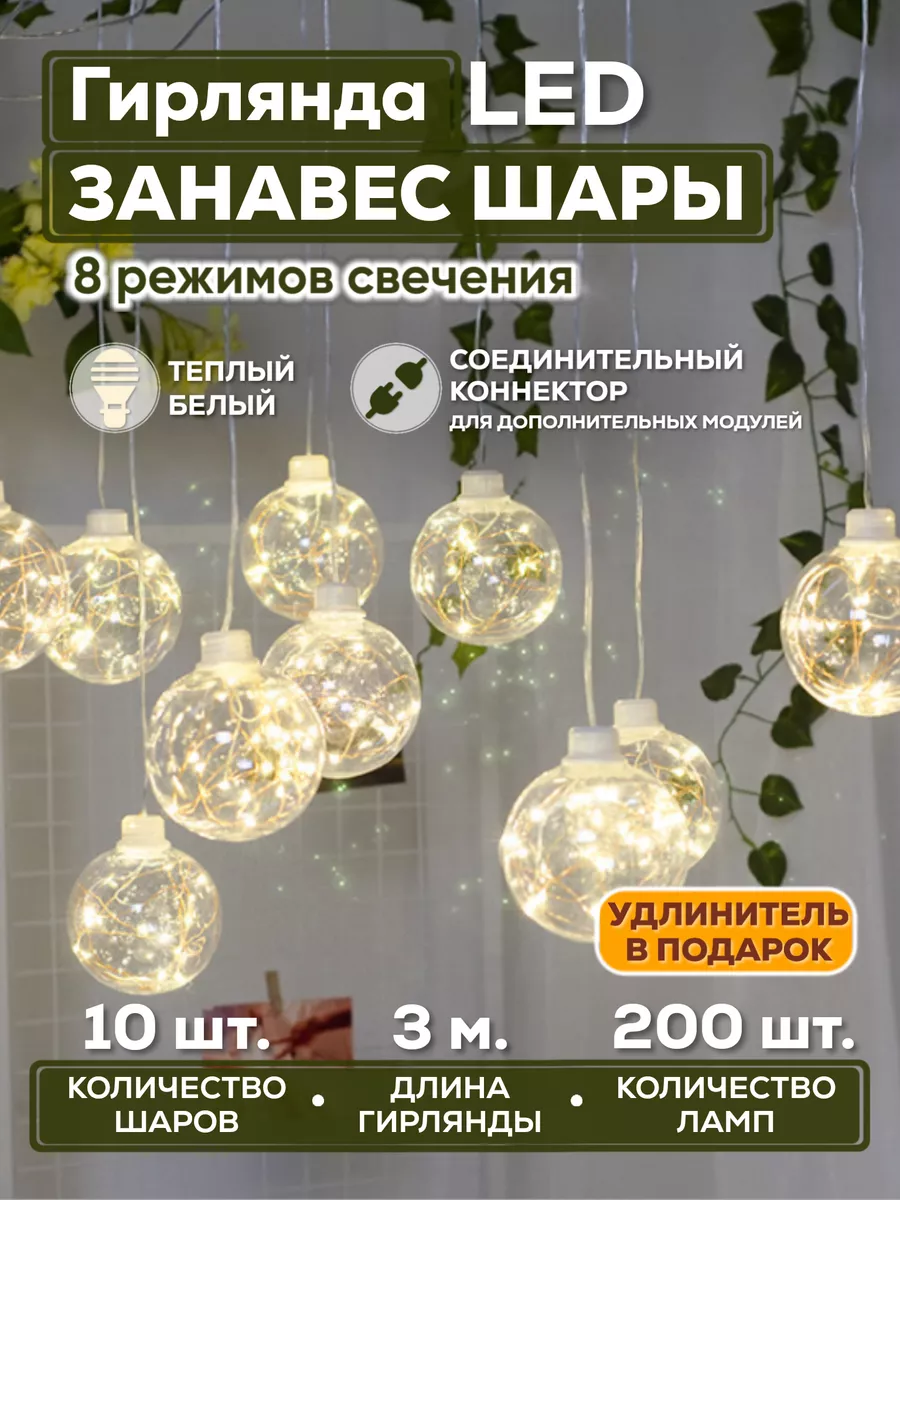 Гирлянда LED
ЗАНАВЕС ШАРЫ
8 режимов свечения
ТЕПЛЫЙ
БЕЛЫЙ
СОЕДИНИТЕЛЬНЫЙ
КОННЕКТОР
ДЛЯ ДОПОЛНИТЕЛЬНЫХ МОДУЛЕЙ
УДЛИНИТЕЛЬ
В ПОДАРОК
10 шт.
КОЛИЧЕСТВО
ШАРОВ
•
3 м.
ДЛИНА
ГИРЛЯНДЫ
•
200 шт.
КОЛИЧЕСТВО
ЛАМП